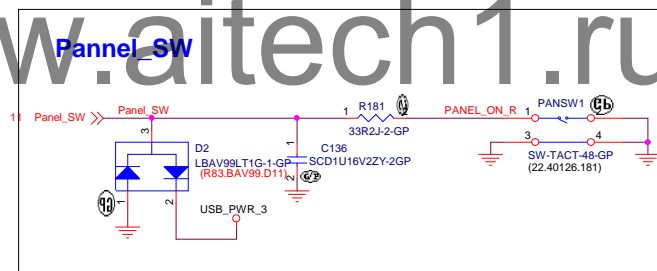 w.aitech1.ru
Pannel_SW
11 Panel_SW
Panel_SW
R181
1
33R2J-2-GP
PANEL_ON_R
PANSW1
1
3
D2
LBAV99LT1G-1-GP
(R83.BAV99.D11)
1
2
1
C136
SCD1U16V2ZY-2GP
2
3
4
SW-TACT-48-GP
(22.40126.181)
USB_PWR_3